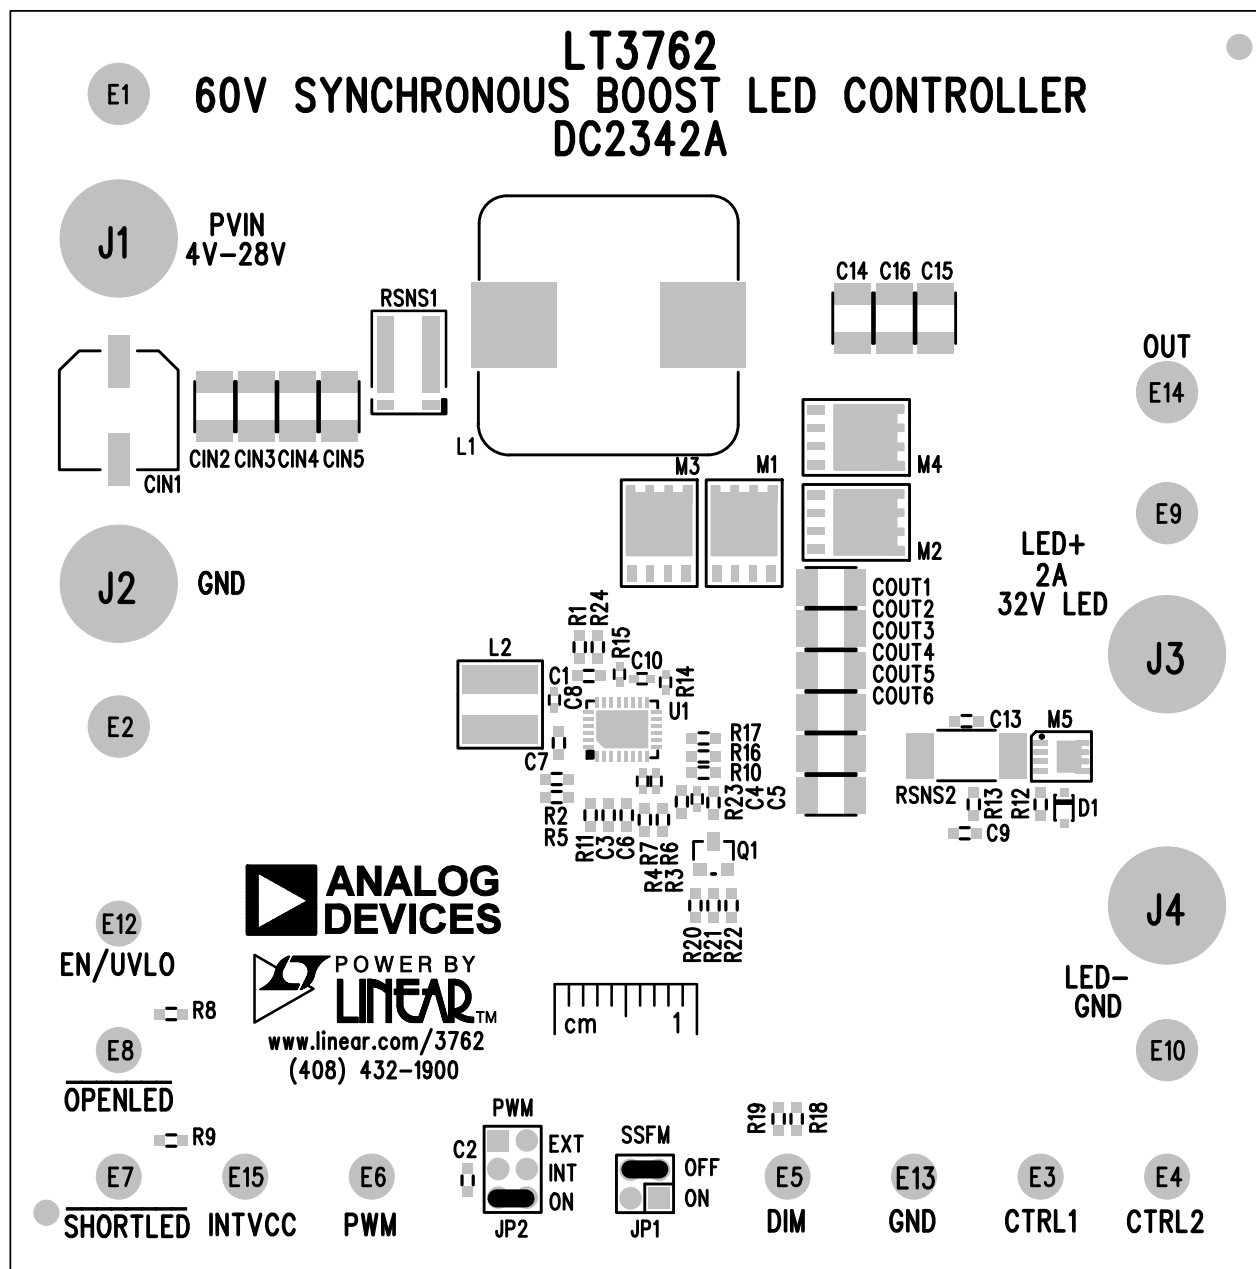 LT3762
60V SYNCHRONOUS BOOST LED CONTROLLER
DC2342A
E1
J1
PVIN
4V-28V
RSNS1
C14 C16 C15
OUT
E14
L1
CIN2 CIN3 CIN4 CIN5
CIN1
M3 M1
M4
E9
M2
LED+
2A
32V LED
J2
GND
COUT1
COUT2
COUT3
COUT4
COUT5
COUT6
J3
R1
R24
R15
L2
C1
C8
C10
R14
U1
E2
C7
R17
R16
R10
C13
M5
RSNS2
R13
R12
D1
C9
R2
R5
R11
C3
C6
R7
R4
R6
R3
R23
C4
C5
Q1
ANALOG
DEVICES
J4
E12
EN/UVLO
R20
R21
R22
POWER BY
LINEAR TM
www.linear.com/3762
(408) 432-1900
cm 1
LED-
GND
R8
E8
OPENLED
E10
R9
PWM
C2
EXT
INT
ON
JP2
SSFM
OFF
ON
JP1
R19
R18
E7
SHORTLED
E15
INTVCC
E6
PWM
E5
DIM
E13
GND
E3
CTRL1
E4
CTRL2